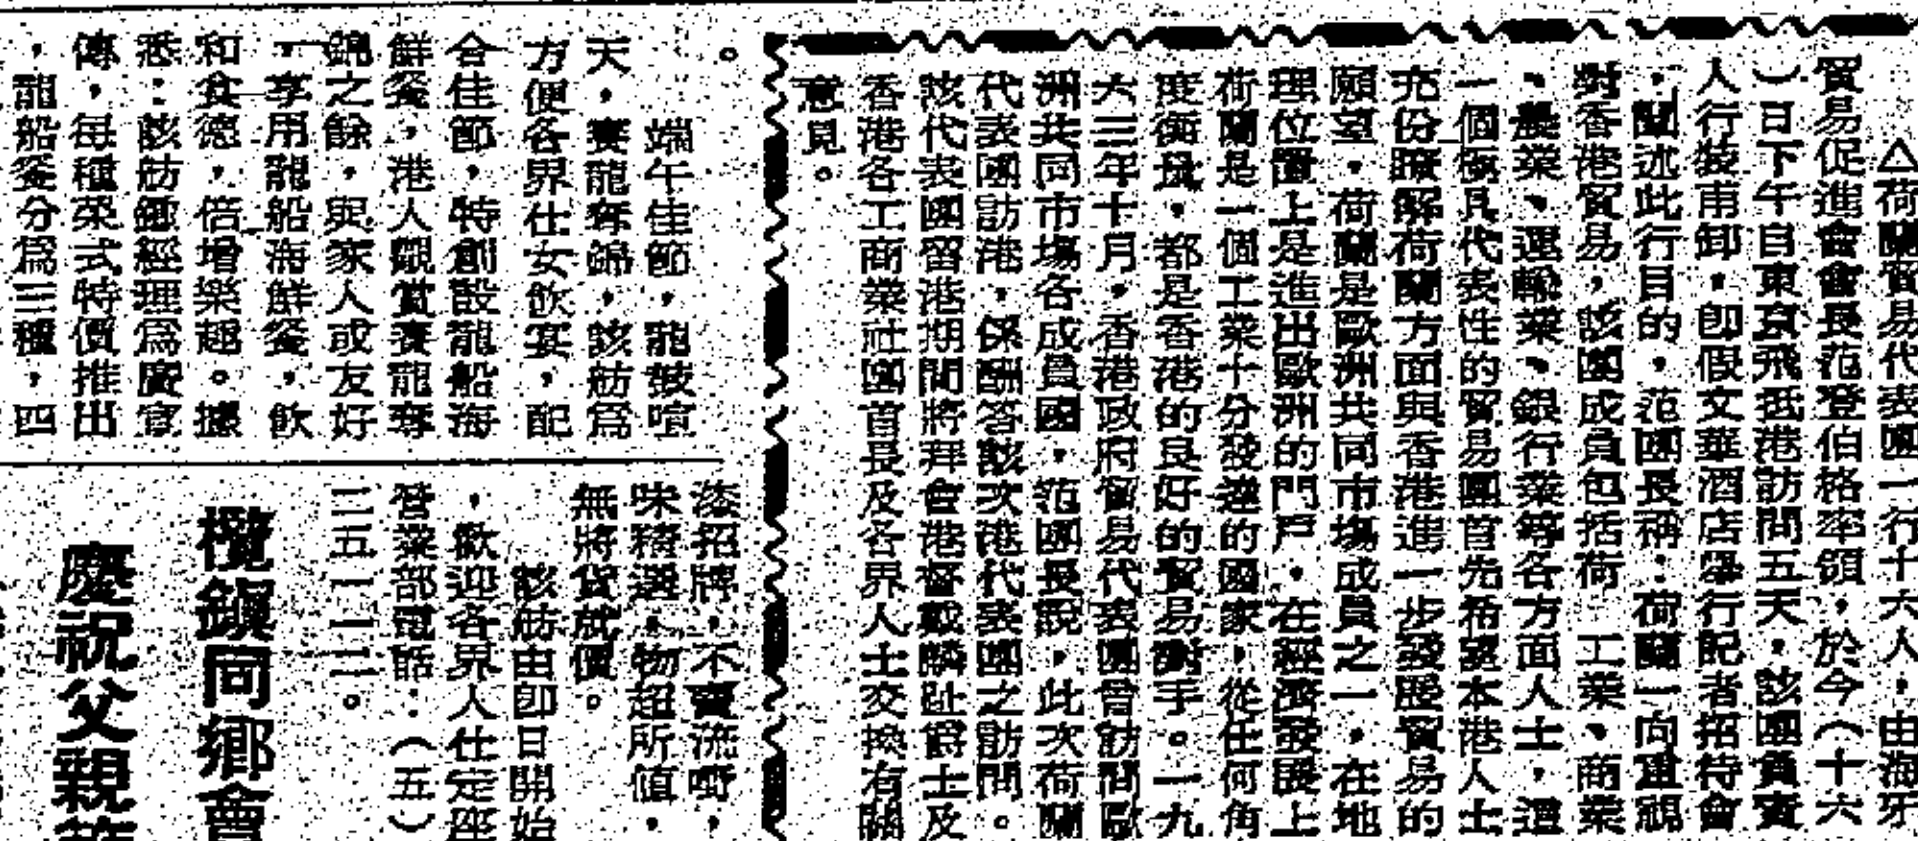 △荷蘭貿易代表團一行十六人，由海牙
貿易促進會會長范登伯格率領，於今（十六
）日下午自東京飛抵港訪問五天，該團負責
人行裝甫卸，卽假文華酒店舉行記者招待會
，闡述此行目的，范團長稱：荷蘭一向重視
對香港貿易，該團成員包括荷　工業、商業
、農業、運輸業、銀行業等各方面人士，這
一個極具代表性的貿易團首先希望本港人士
充份瞭解荷蘭方面與香港進一步發展貿易的
願望，荷蘭是歐洲共同市場成員之一，在地
理位置上是進出歐洲的門戶，在經濟發展上
荷蘭是一個工業十分發達的國家，從任何角
度衡量，都是香港的良好的貿易對手。一九
六三年十月，香港政府貿易代表團曾訪問歐
洲共同市場各成員國，范團長說，此次荷蘭
代表團訪港，係酬答該次港代表團之訪問。
該代表團留港期間將拜會港督戴麟趾爵士及
香港各工商業社團首長及各界人士交換有關
意見。
。
端午佳節，龍鼓喧
天，賽龍奪錦，該舫爲
方便各界仕女飲宴，配
合佳節，特創設龍船海
鮮餐，港人觀賞賽龍奪
錦之餘，與家人或友好
，享用龍船海鮮餐，飲
和食德，倍增樂趣。據
悉：該舫總經理爲廣宣
傳，每種菜式特價推出
，龍船餐分爲三種，四
漆招牌，不賣流嘢，
味精選，物超所值，
無將貨就價。
該舫由卽日開始
，歡迎各界人仕定座
營業部電話：（五）
二五一一二。
欖鎭同鄕會
慶祝父親節